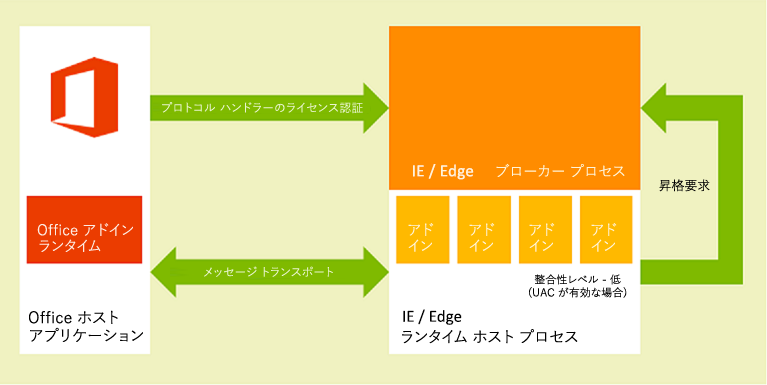 プロトコル ハンドラーのライセンス認証
IE / Edge ブローカー プロセス
昇格要求
Office アドイン
ランタイム
アド
イン
アド
イン
アド
イン
アド
イン
メッセージ トランスポート
整合性レベル - 低
(UAC が有効な場合)
Office ホスト
アプリケーション
IE / Edge
ランタイム ホスト プロセス